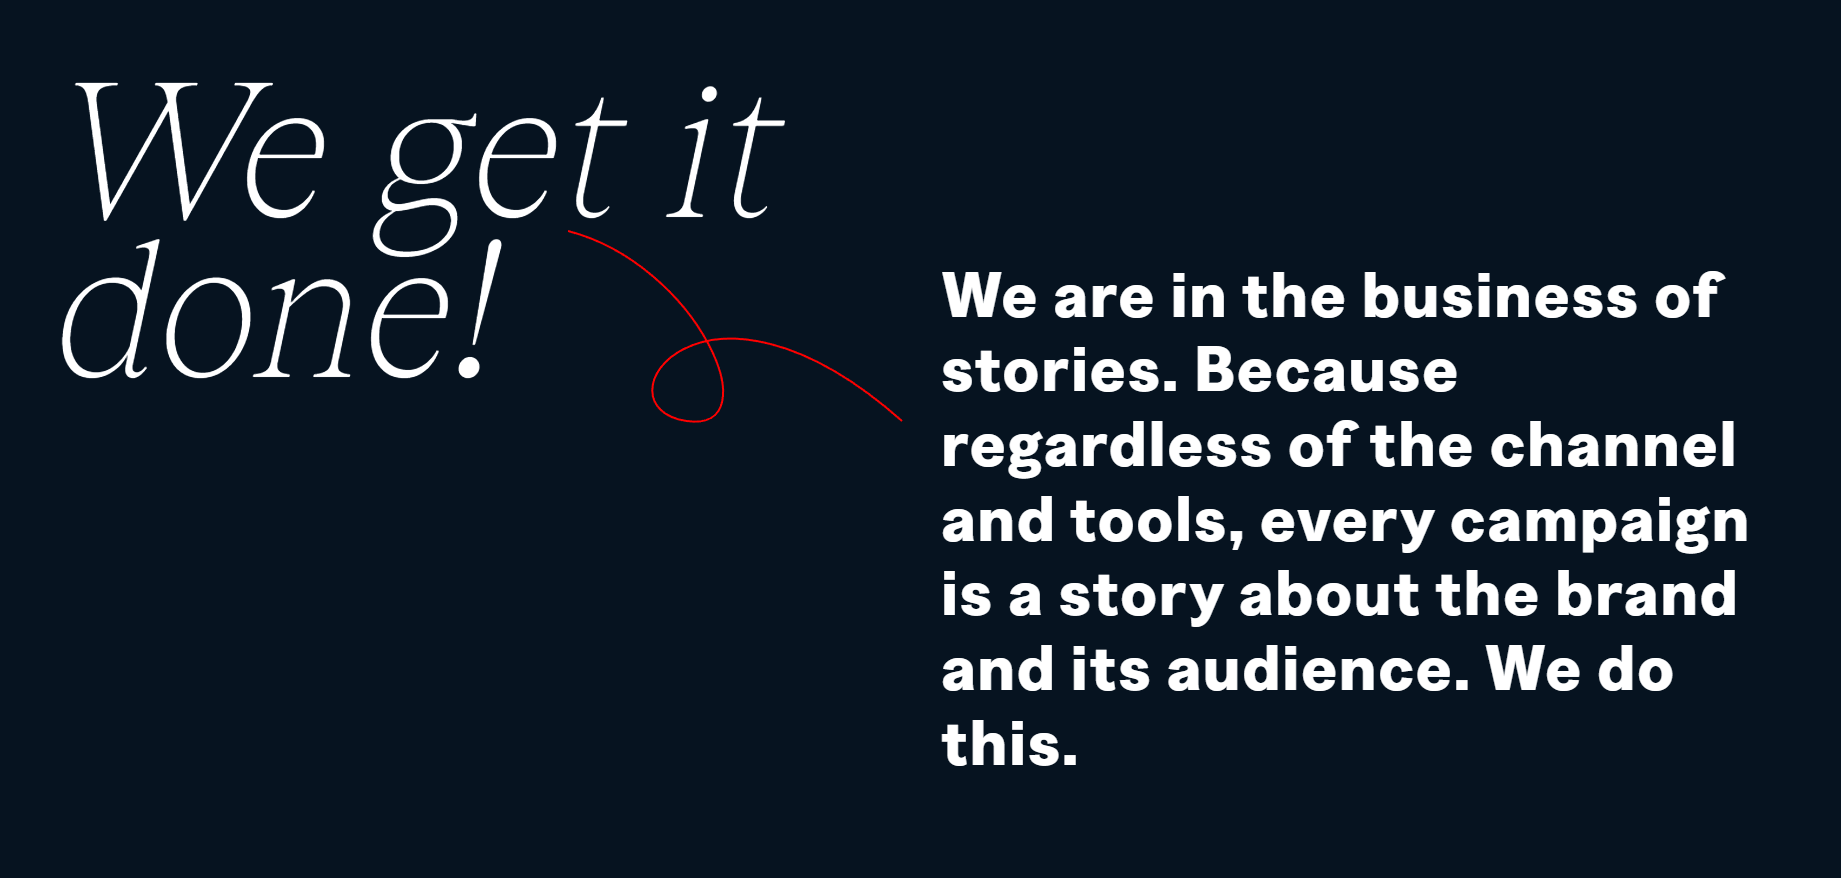 We get it
done!
We are in the business of
stories. Because
regardless of the channel
and tools, every campaign
is a story about the brand
and its audience. We do
this.